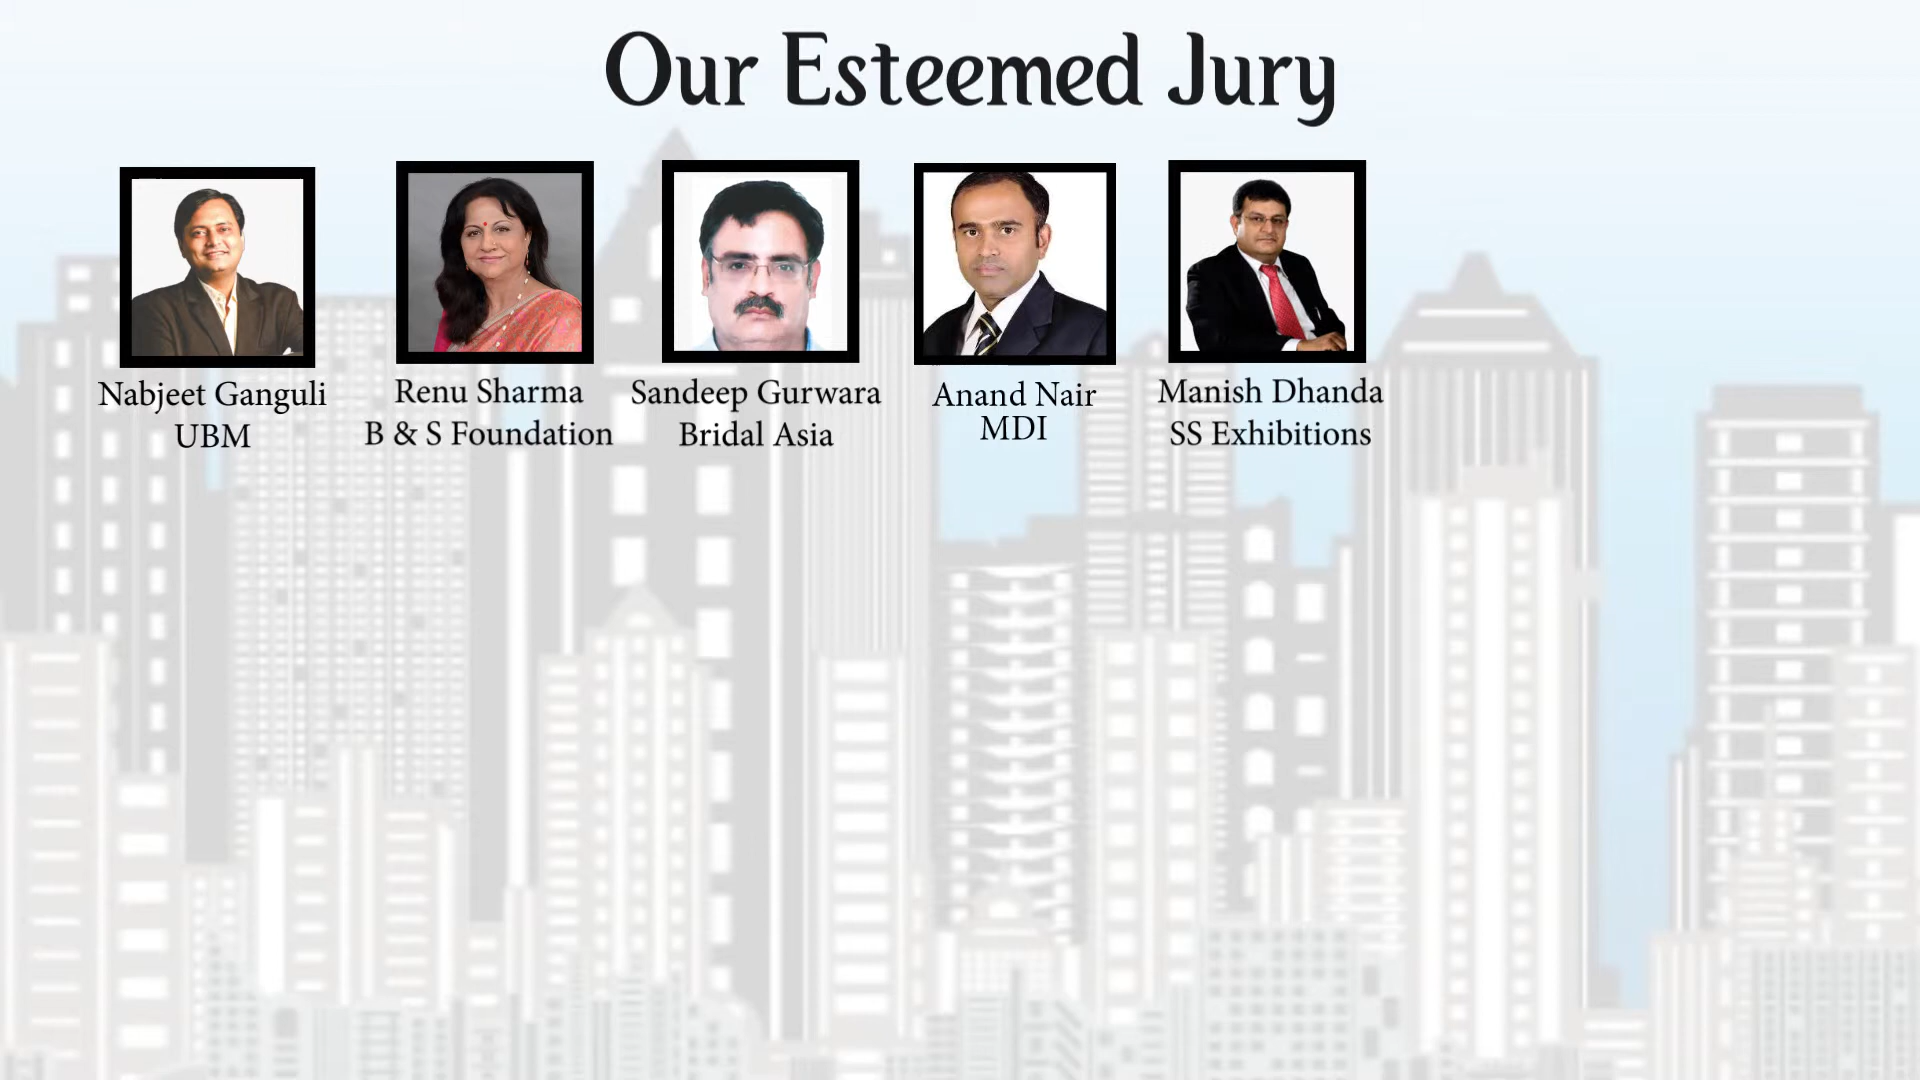 Our Esteemed Jury
Nabjeet Ganguli
UBM
Renu Sharma
B & S Foundation
Sandeep Gurwara
Bridal Asia
Anand Nair
MDI
Manish Dhanda
SS Exhibitions